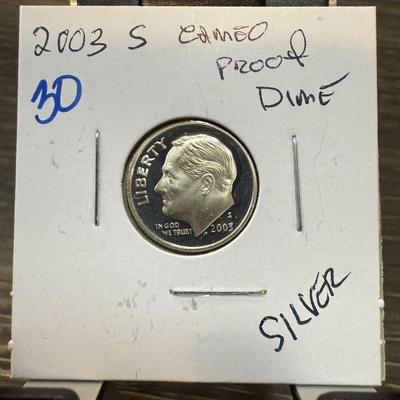 2003 S CAMEO
PROOF
DIME
30
LIBERTY
IN GOD
WE TRUST
S
2003
SILVER